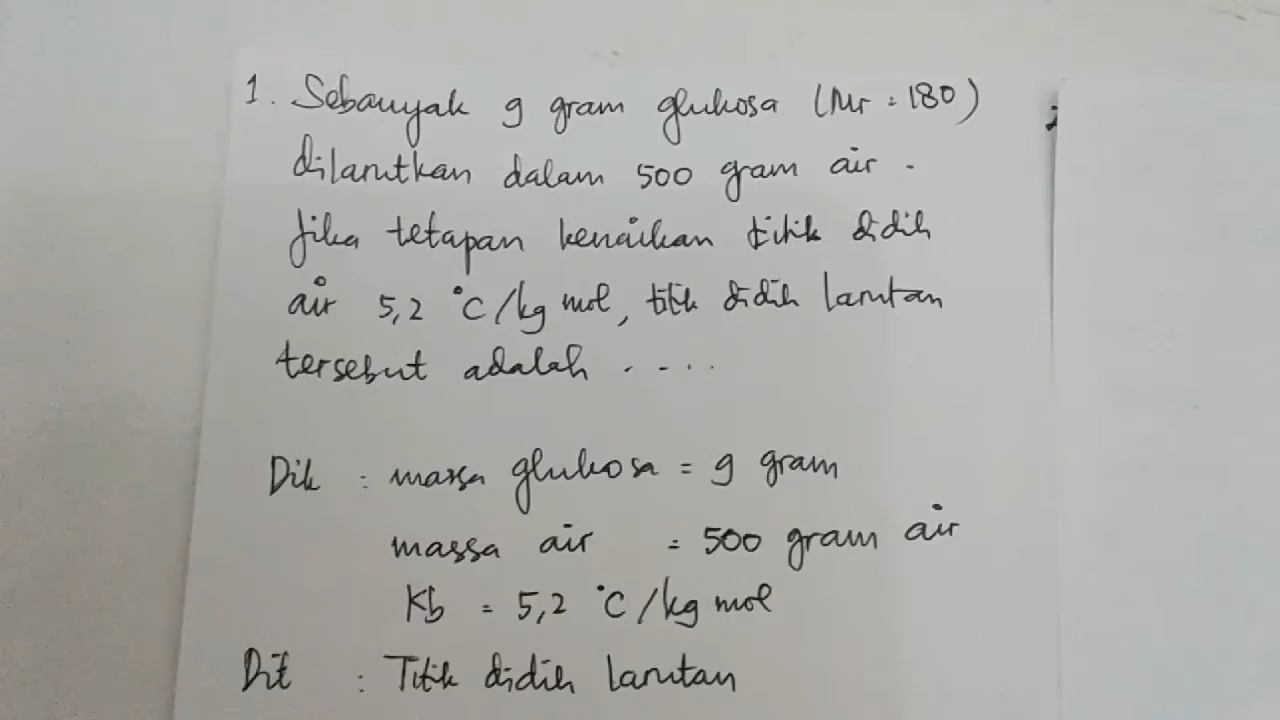 1. Sebanyak 9 gram glukosa (Mr = 180)
dilarutkan dalam 500 gram air .
Jika tetapan kenaikan titik didih
air 5,2 °C/kg mol, titik didih larutan
tersebut adalah . . . .
Dik : massa glukosa = 9 gram
massa air = 500 gram air
Kb = 5,2 °C/kg mol
Dit : Titik didih larutan